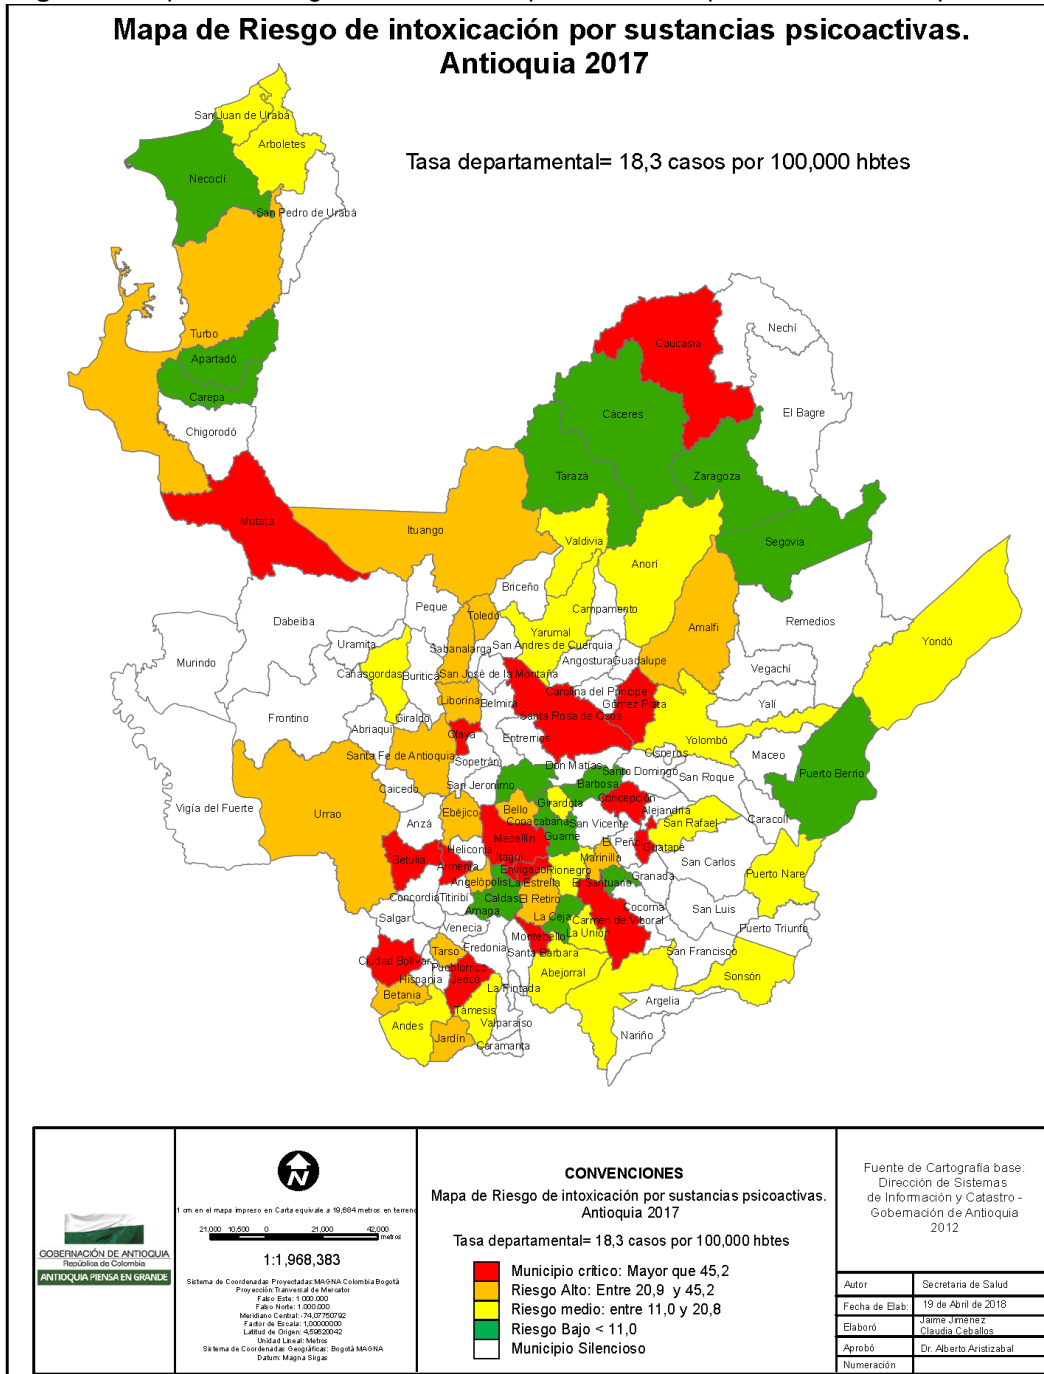 Mapa de Riesgo de intoxicación por sustancias psicoactivas.
Antioquia 2017
Tasa departamental= 18,3 casos por 100,000 hbtes
San Juan de Urabá
Arboletes
Necoclí
San Pedro de Urabá
Turbo
Apartadó
Carepa
Chigorodó
Mutatá
Nechí
Caucasia
El Bagre
Cáceres
Tarazá
Zaragoza
Segovia
Ituango
Valdivia
Anorí
Briceño
Peque
Toledo
Campamento
Dabeiba
Amalfi
Remedios
Yondó
Yarumal
Uramita
Sabanalarga
San Andres de Cuerquia
Angostura
Guadalupe
Murindo
Cañasgordas
Buriticá
San José de la Montaña
Vegachí
Carolina del Príncipe
Liborina
Belmira
Gómez Plata
Yalí
Frontino
Giraldo
Santa Rosa de Osos
Abriaquí
Olaya
Entrerrios
Yolombó
Santa Fe de Antioquia
Sopetrán
Cisneros
Maceo
Don Matías
Santo Domingo
San Roque
Puerto Berrio
Caicedo
San Jeronimo
Barbosa
Vigía del Fuerte
Urrao
Ebéjico
Bello
Girardota
Concepción
Alejandría
Caracolí
Anzá
Copacabana
San Vicente
San Rafael
Medellín
Guarne
Heliconia
Itaguí
El Peñol
Guatapé
Betulia
Armenia
Envigado
Rionegro
Marinilla
San Carlos
Angelópolis
La Estrella
El Santuario
Granada
Puerto Nare
Concordia
Titiribí
Caldas
El Retiro
Amaga
Cocorna
San Luis
Salgar
La Ceja
Carmen de Viboral
Venecia
Montebello
La Unión
Puerto Triunfo
Tarso
Fredonia
Santa Bárbara
San Francisco
Ciudad Bolívar
Pueblorrico
Hispania
Jericó
Abejorral
Sonsón
Betania
La Pintada
Argelia
Támesis
Andes
Valparaiso
Jardín
Caramanta
Nariño
GOBERNACIÓN DE ANTIOQUIA
República de Colombia
ANTIOQUIA PIENSA EN GRANDE
N
1 cm en el mapa impreso en Carta equivale a 19,684 metros en terreno
21,000 10,500 0 21,000 42,000
metros
1:1,968,383
Sistema de Coordenadas Proyectadas:MAGNA Colombia Bogotá
Proyección:Tranversal de Mercator
Falso Este: 1.000.000
Falso Norte: 1.000.000
Meridiano Central: -74,07750792
Factor de Escala: 1,00000000
Latitud de Origen: 4,59620042
Unidad Lineal: Metros
Sistema de Coordenadas Geográficas: Bogotá MAGNA
Datum: Magna Sirgas
CONVENCIONES
Mapa de Riesgo de intoxicación por sustancias psicoactivas.
Antioquia 2017
Tasa departamental= 18,3 casos por 100,000 hbtes
Municipio crítico: Mayor que 45,2
Riesgo Alto: Entre 20,9 y 45,2
Riesgo medio: entre 11,0 y 20,8
Riesgo Bajo < 11,0
Municipio Silencioso
Fuente de Cartografía base:
Dirección de Sistemas
de Información y Catastro -
Gobernación de Antioquia
2012
Autor Secretaria de Salud
Fecha de Elab: 19 de Abril de 2018
Elaboró Jaime Jiménez
Claudia Ceballos
Aprobó Dr. Alberto Aristizabal
Numeración